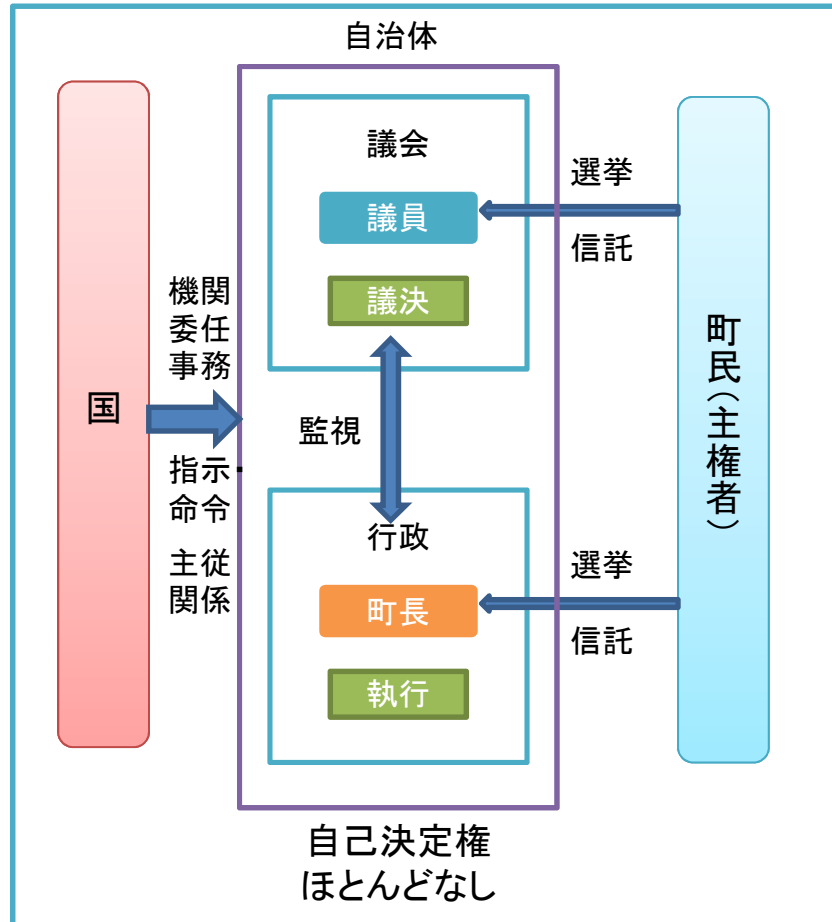 自治体
議会
議員
議決
選挙
信託
機関
委任
事務
国
指示・
命令
主従
関係
監視
町民（主権者）
行政
町長
執行
選挙
信託
自己決定権
ほとんどなし